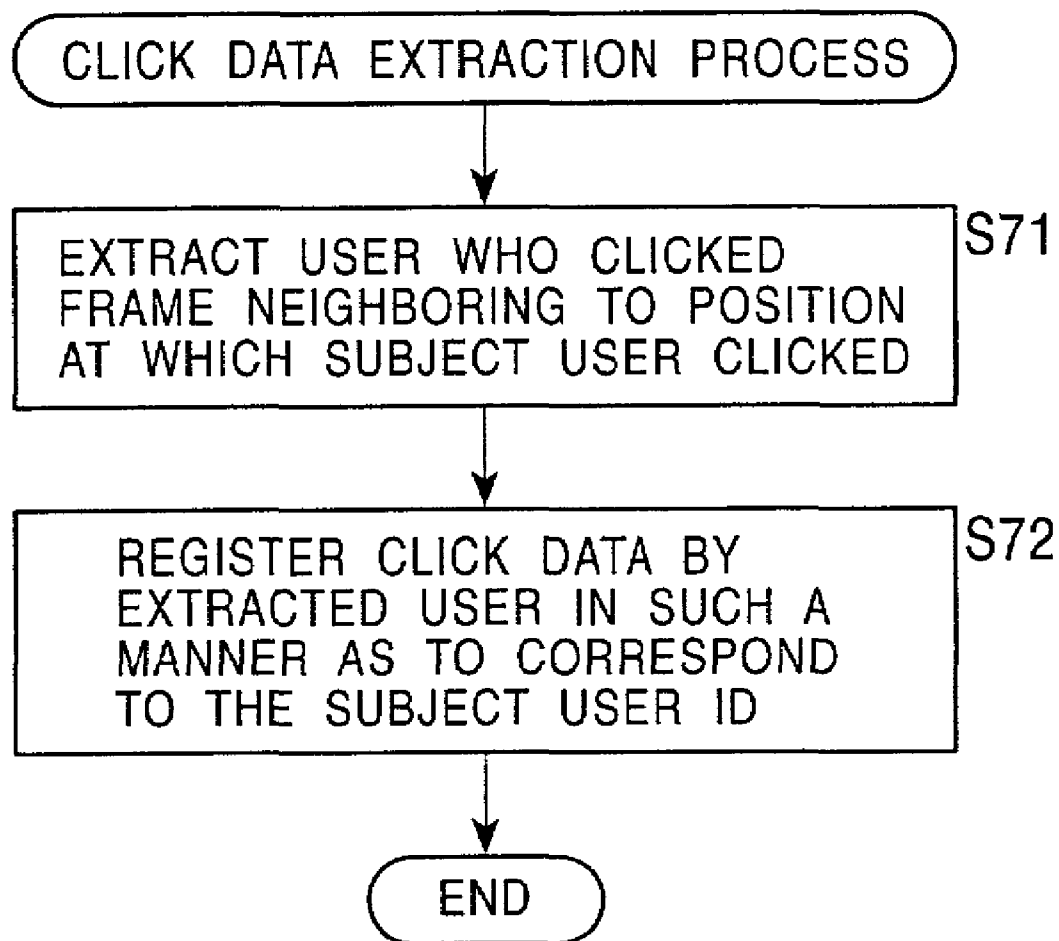 CLICK DATA EXTRACTION PROCESS
S71
EXTRACT USER WHO CLICKED
FRAME NEIGHBORING TO POSITION
AT WHICH SUBJECT USER CLICKED
S72
REGISTER CLICK DATA BY
EXTRACTED USER IN SUCH A
MANNER AS TO CORRESPOND
TO THE SUBJECT USER ID
END